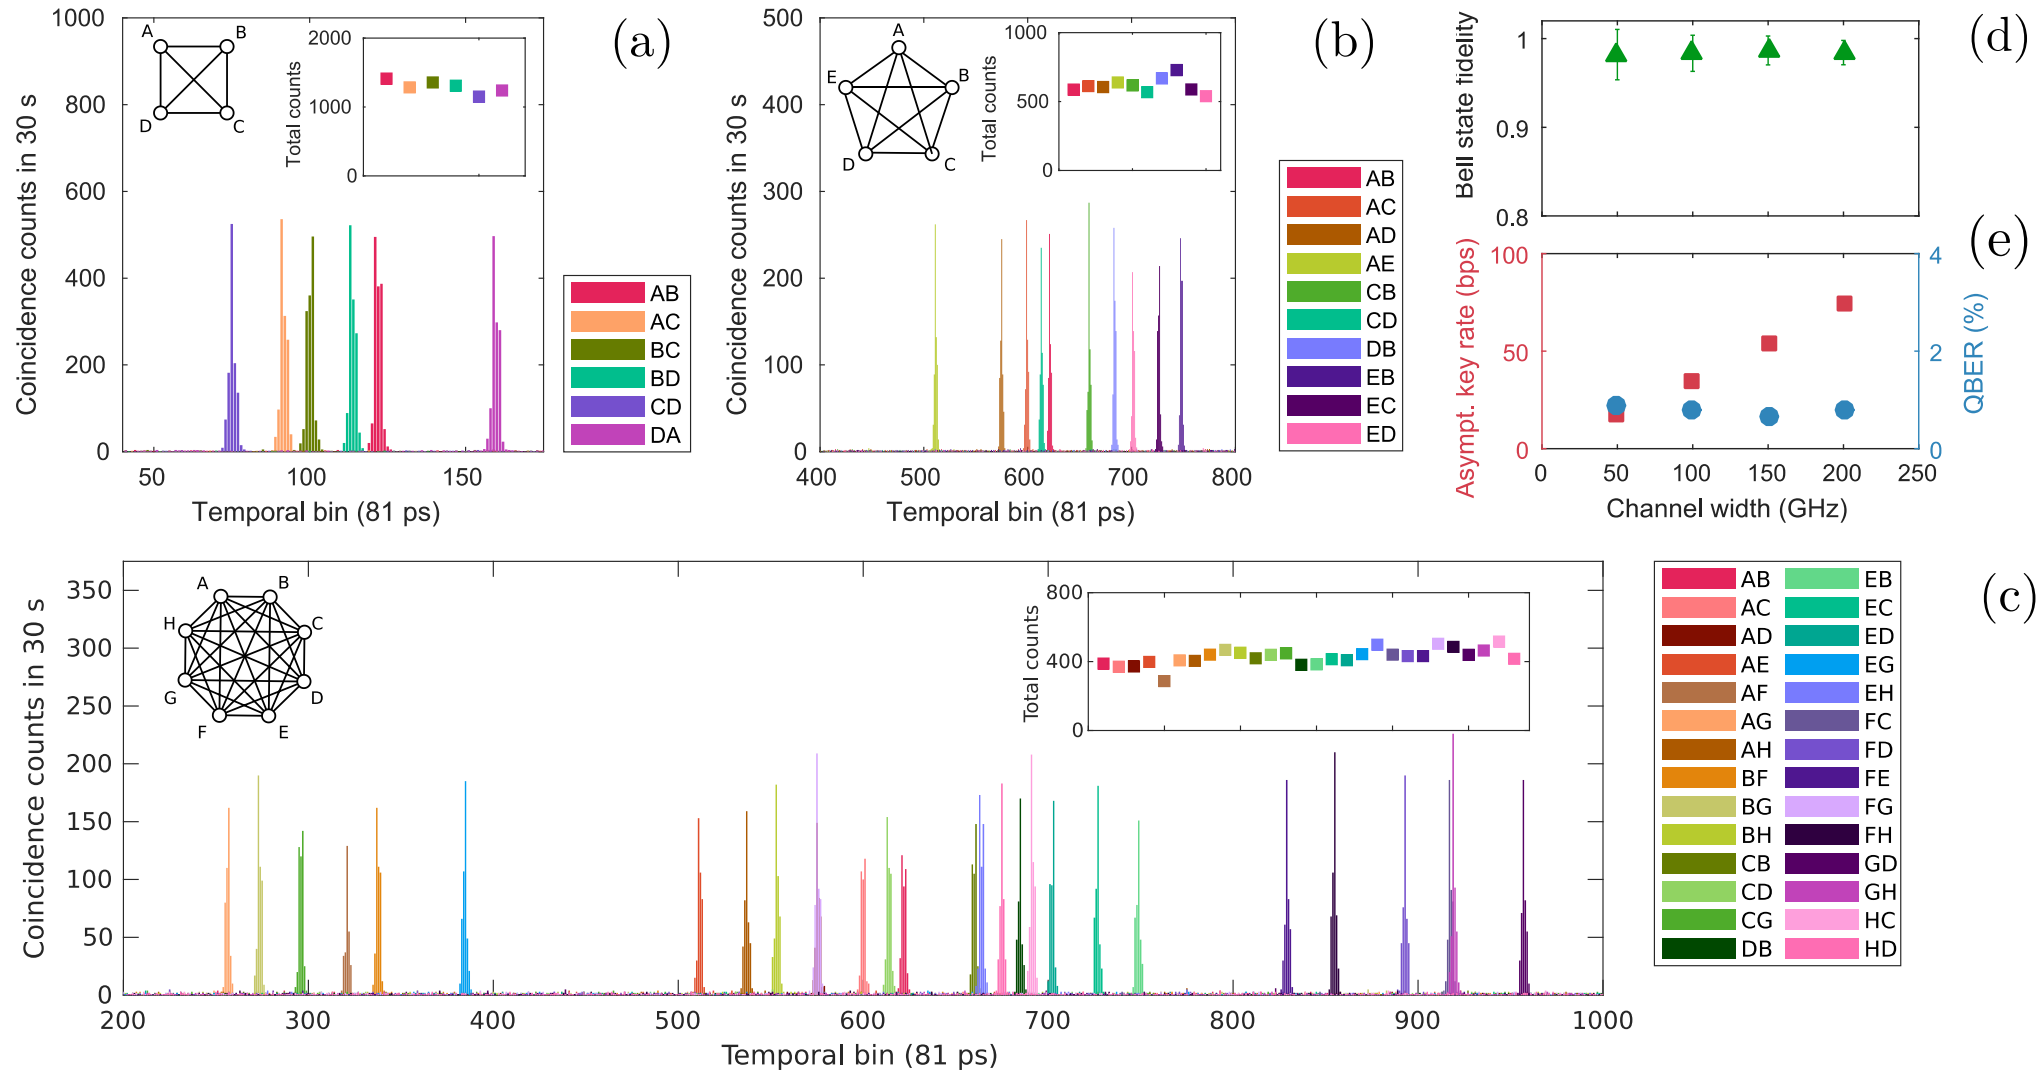 (a)
Coincidence counts in 30 s
1000
800
600
400
200
0
50
100
150
Temporal bin (81 ps)
A
B
D
C
Total counts
2000
1000
0
AB
AC
BC
BD
CD
DA
(b)
Coincidence counts in 30 s
500
400
300
200
100
0
400
500
600
700
800
Temporal bin (81 ps)
A
E
B
D
C
Total counts
1000
500
0
AB
AC
AD
AE
CB
CD
DB
EB
EC
ED
(d)
Bell state fidelity
1
0.9
0.8
(e)
Asympt. key rate (bps)
100
50
0
QBER (%)
4
2
0
0
50
100
150
200
250
Channel width (GHz)
(c)
Coincidence counts in 30 s
350
300
250
200
150
100
50
0
200
300
400
500
600
700
800
900
1000
Temporal bin (81 ps)
A
B
H
C
G
D
F
E
Total counts
800
400
0
AB
AC
AD
AE
AF
AG
AH
BF
BG
BH
CB
CD
CG
DB
EB
EC
ED
EG
EH
FC
FD
FE
FG
FH
GD
GH
HC
HD